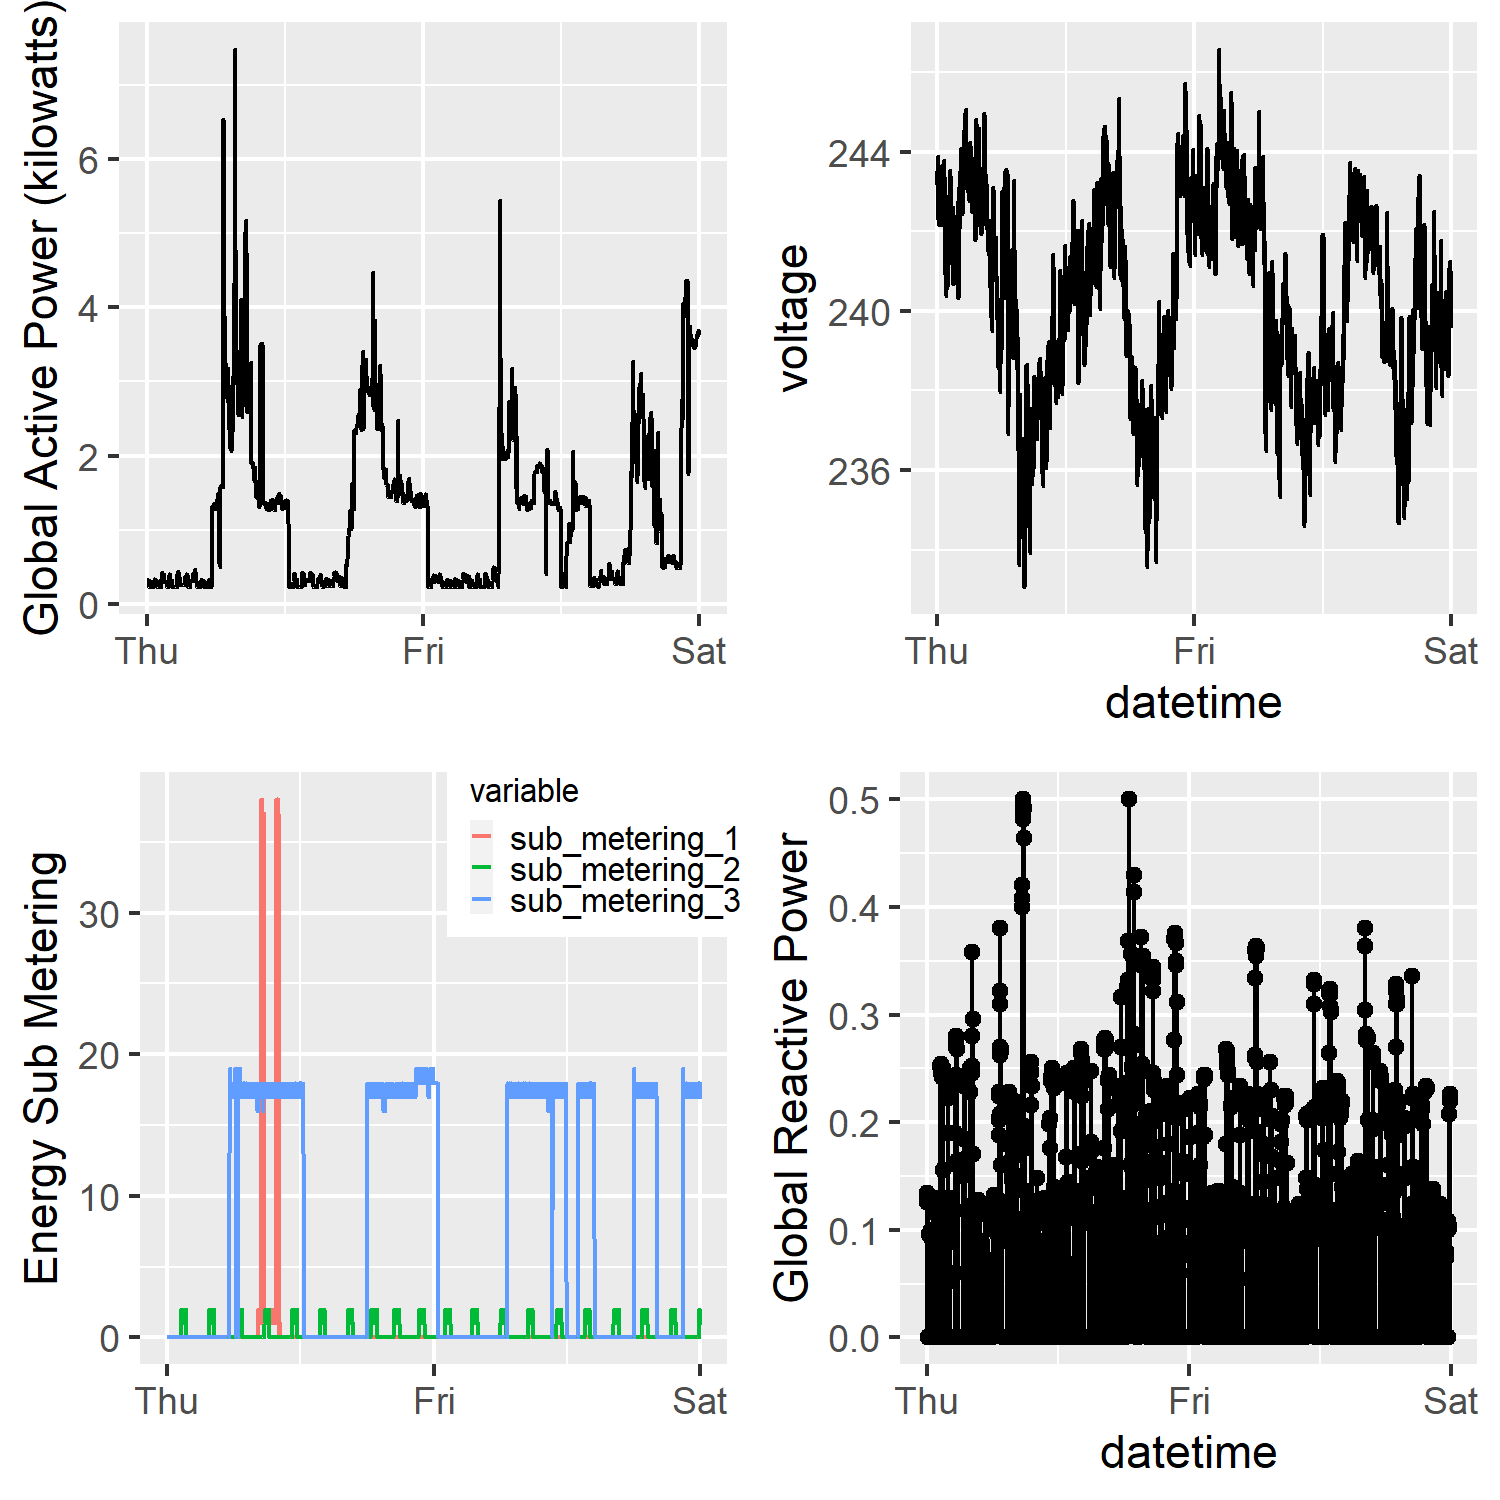 Global Active Power (kilowatts)
6
4
2
0
Thu Fri Sat
voltage
244
240
236
Thu Fri Sat
datetime
Energy Sub Metering
30
20
10
0
variable
sub_metering_1
sub_metering_2
sub_metering_3
Thu Fri Sat
Global Reactive Power
0.5
0.4
0.3
0.2
0.1
0.0
Thu Fri Sat
datetime